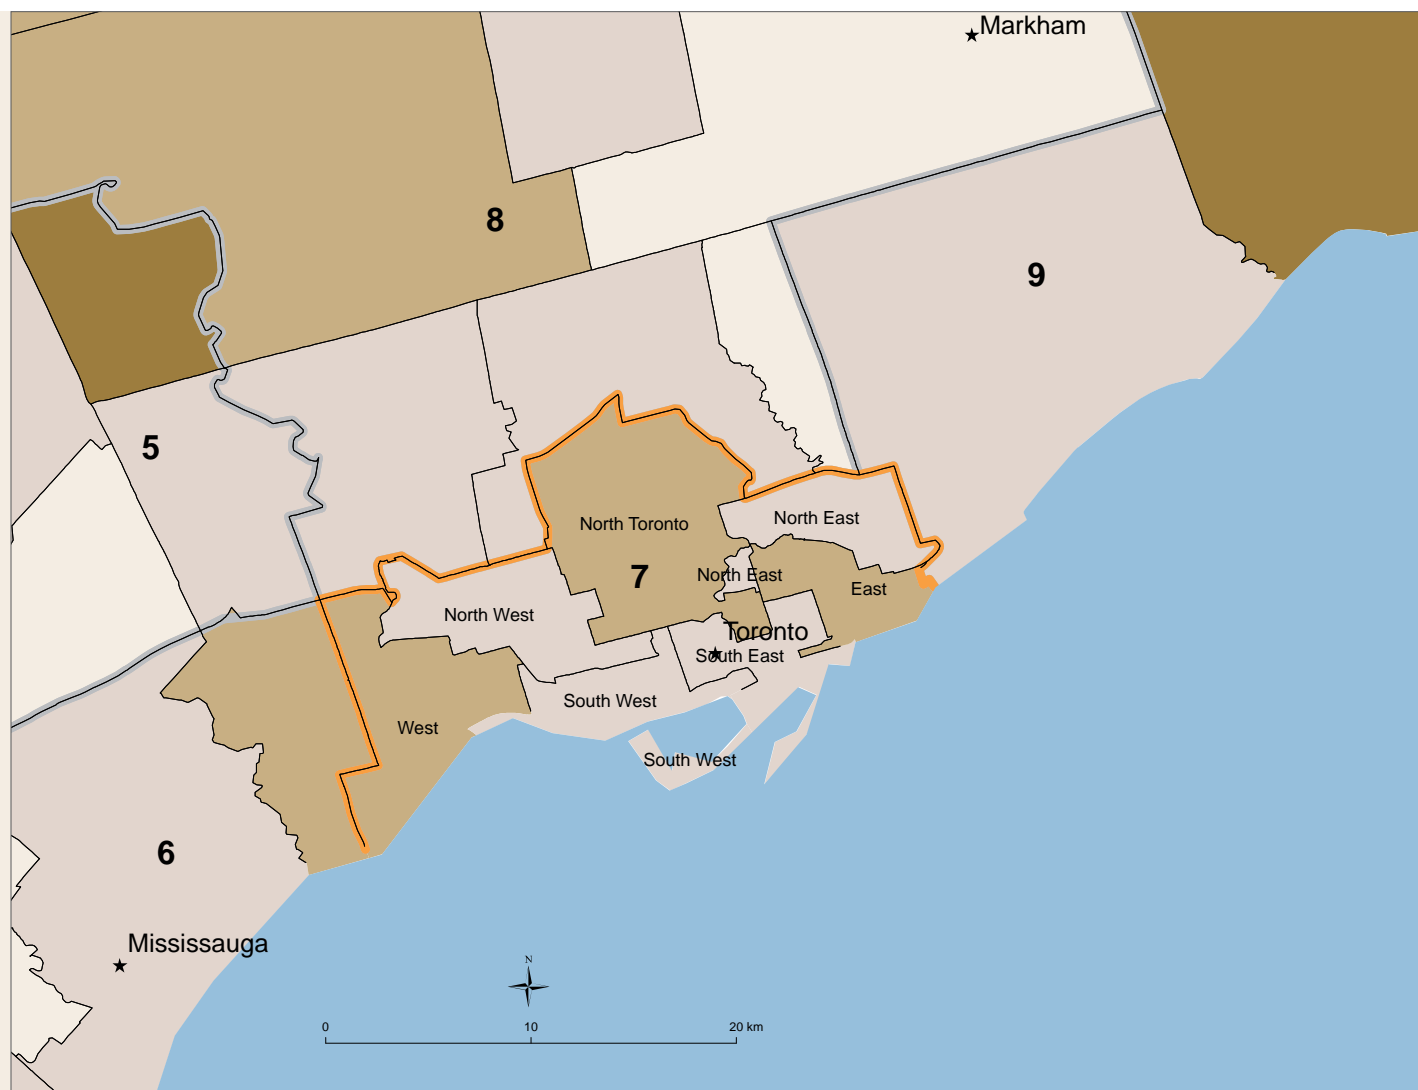 Markham
8
9
5
North Toronto
North East
7
North East
East
North West
Toronto
South East
South West
West
South West
6
Mississauga
N
0 10 20 km